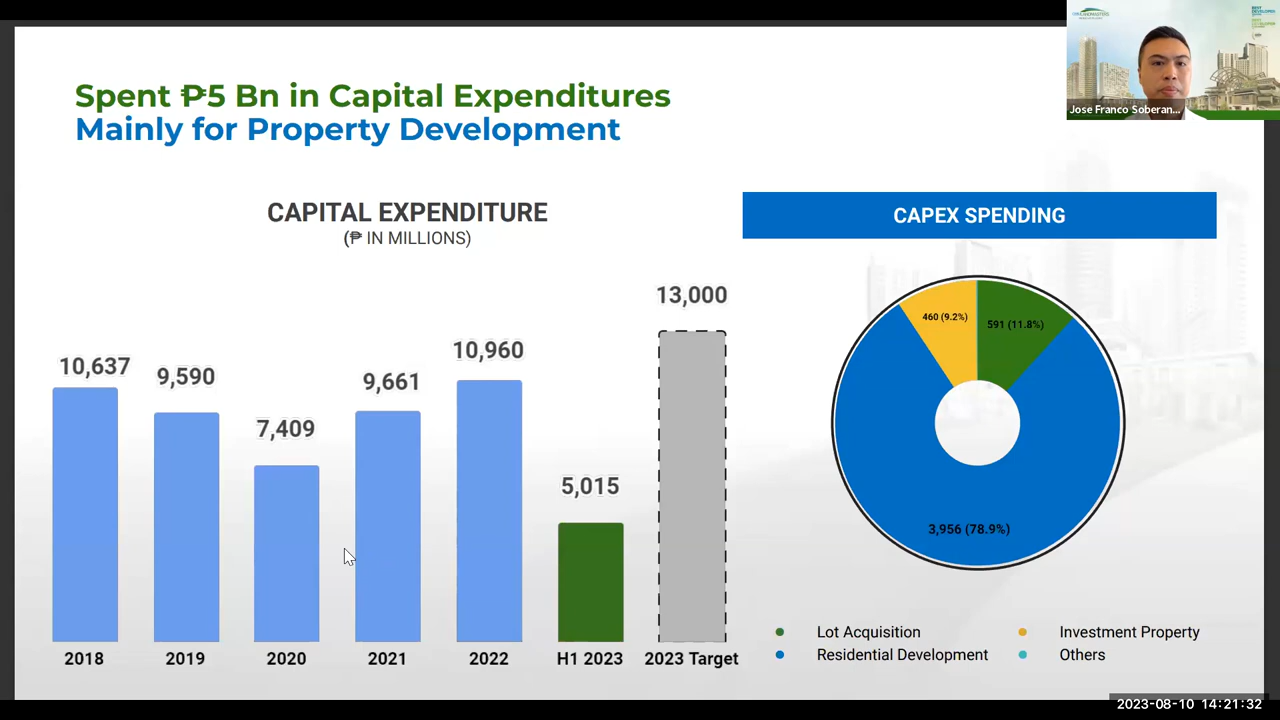 Spent ₱5 Bn in Capital Expenditures
Mainly for Property Development
Jose Franco Soberan...
CAPITAL EXPENDITURE
(₱ IN MILLIONS)
10,637
9,590
7,409
9,661
10,960
5,015
13,000
2018
2019
2020
2021
2022
H1 2023
2023 Target
CAPEX SPENDING
460 (9.2%)
591 (11.8%)
3,956 (78.9%)
Lot Acquisition
Investment Property
Residential Development
Others
2023-08-10 14:21:32